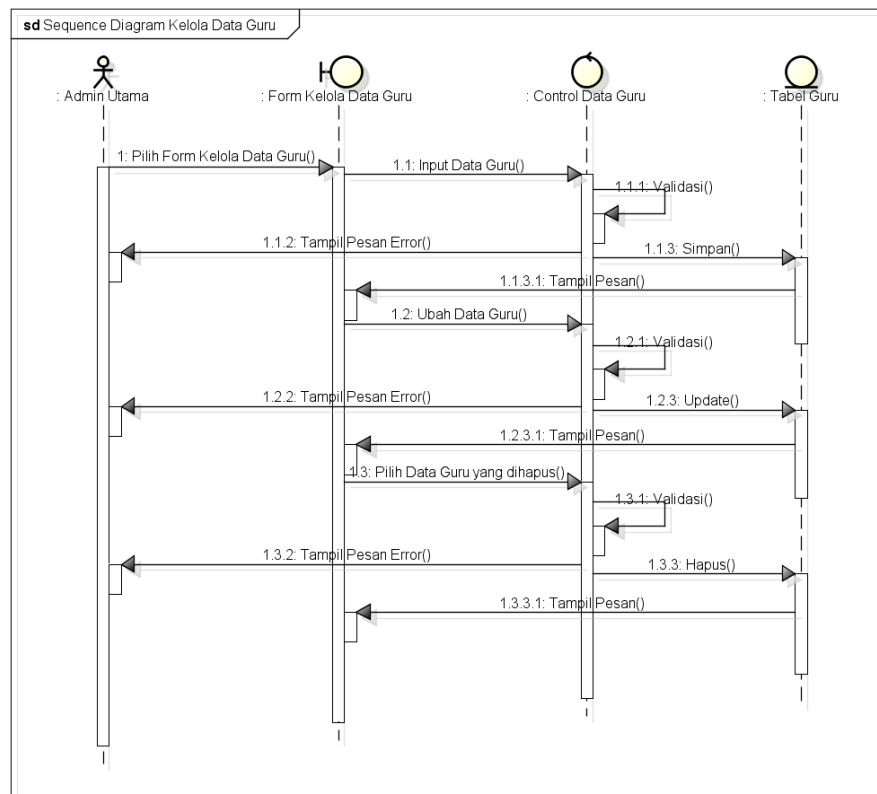 sd Sequence Diagram Kelola Data Guru
: Admin Utama
: Form Kelola Data Guru
: Control Data Guru
: Tabel Guru
1: Pilih Form Kelola Data Guru()
1.1: Input Data Guru()
1.1.1: Validasi()
1.1.2: Tampil Pesan Error()
1.1.3: Simpan()
1.1.3.1: Tampil Pesan()
1.2: Ubah Data Guru()
1.2.1: Validasi()
1.2.2: Tampil Pesan Error()
1.2.3: Update()
1.2.3.1: Tampil Pesan()
1.3: Pilih Data Guru yang dihapus()
1.3.1: Validasi()
1.3.2: Tampil Pesan Error()
1.3.3: Hapus()
1.3.3.1: Tampil Pesan()